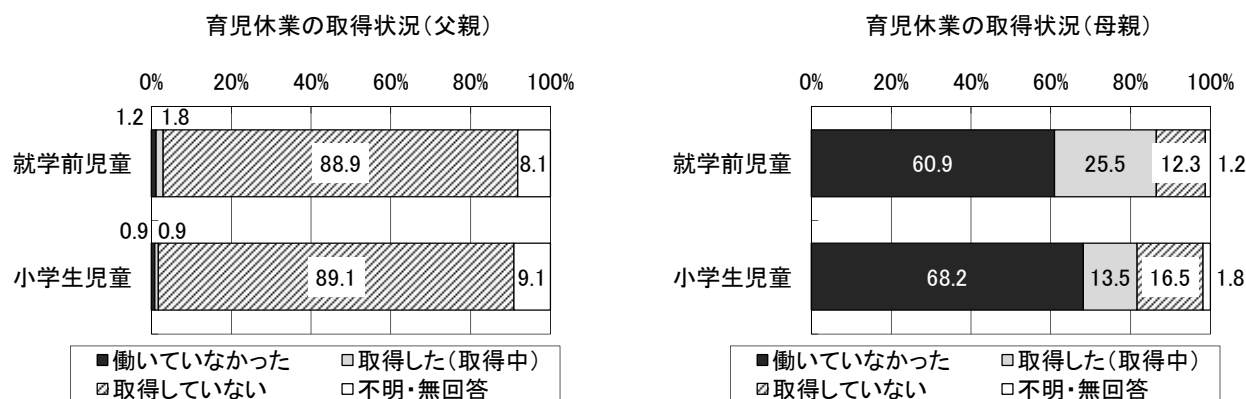 育児休業の取得状況（父親）
0% 20% 40% 60% 80% 100%
1.2 1.8
就学前児童 88.9 8.1
0.9 0.9
小学生児童 89.1 9.1
■働いていなかった □取得した（取得中）
取得していない □不明・無回答
育児休業の取得状況（母親）
0% 20% 40% 60% 80% 100%
就学前児童 60.9 25.5 12.3 1.2
小学生児童 68.2 13.5 16.5 1.8
■働いていなかった □取得した（取得中）
取得していない □不明・無回答